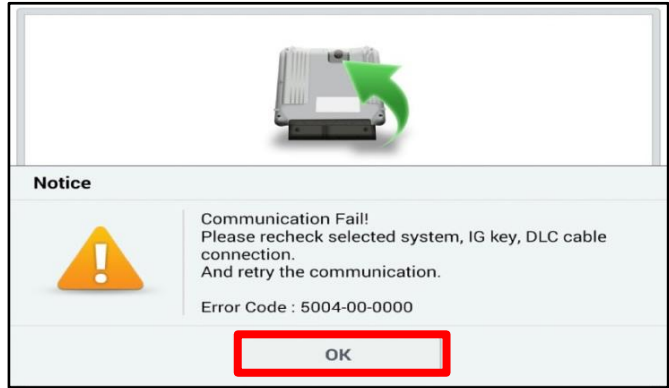 Notice
Communication Fail!
Please recheck selected system, IG key, DLC cable
connection.
And retry the communication.
Error Code : 5004-00-0000
OK